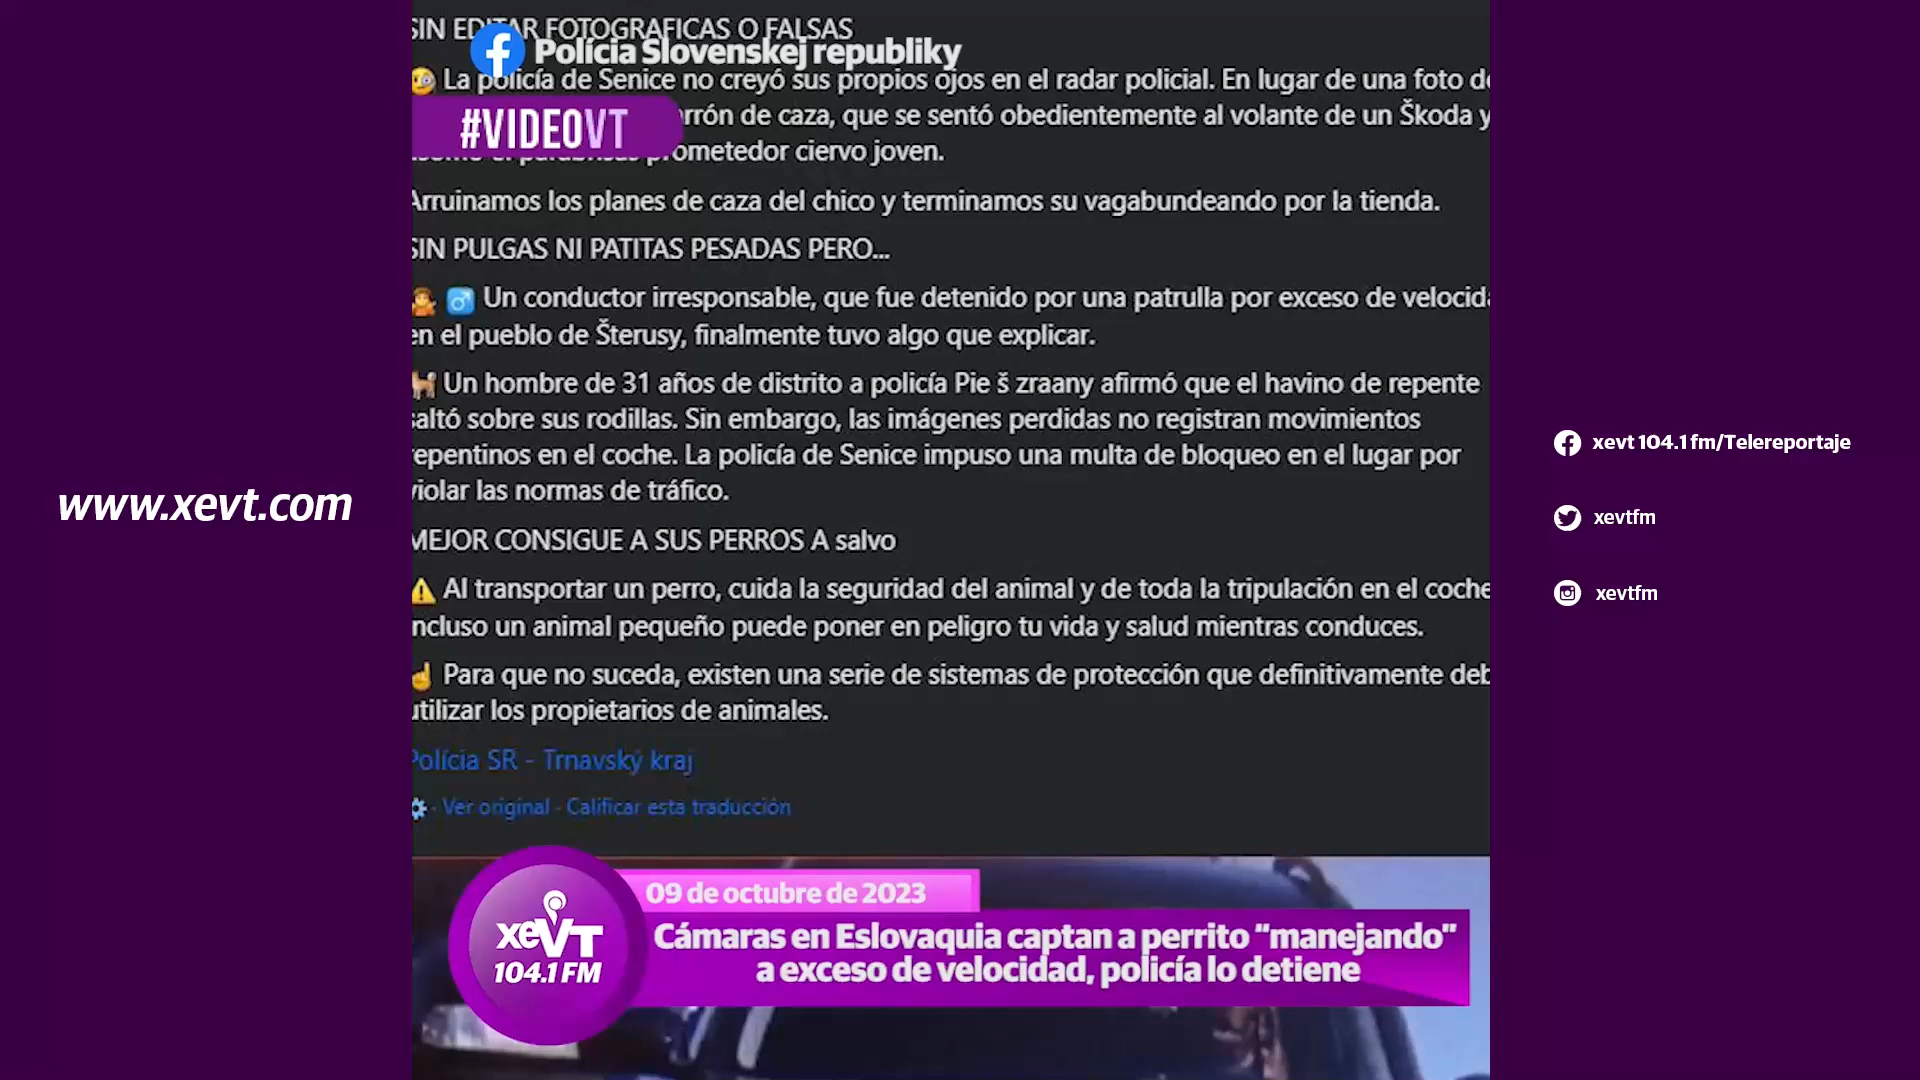 SIN EDITAR FOTOGRAFICAS O FALSAS
Polícia Slovenskej republiky
La policía de Senice no creyó sus propios ojos en el radar policial. En lugar de una foto de
#VIDEOVT
de caza, que se sentó obedientemente al volante de un Škoda y
prometedor ciervo joven.
Arruinamos los planes de caza del chico y terminamos su vagabundeando por la tienda.
SIN PULGAS NI PATITAS PESADAS PERO...
Un conductor irresponsable, que fue detenido por una patrulla por exceso de velocida
en el pueblo de Šterusy, finalmente tuvo algo que explicar.
Un hombre de 31 años de distrito a policía Pie š zraany afirmó que el havino de repente
saltó sobre sus rodillas. Sin embargo, las imágenes perdidas no registran movimientos
repentinos en el coche. La policía de Senice impuso una multa de bloqueo en el lugar por
violar las normas de tráfico.
MEJOR CONSIGUE A SUS PERROS A salvo
Al transportar un perro, cuida la seguridad del animal y de toda la tripulación en el coche
incluso un animal pequeño puede poner en peligro tu vida y salud mientras conduces.
Para que no suceda, existen una serie de sistemas de protección que definitivamente deb
utilizar los propietarios de animales.
Polícia SR - Trnavský kraj
· Ver original · Calificar esta traducción
www.xevt.com
xevt 104.1 fm/Telereportaje
xevtfm
xevtfm
xeVT
104.1 FM
09 de octubre de 2023
Cámaras en Eslovaquia captan a perrito “manejando”
a exceso de velocidad, policía lo detiene